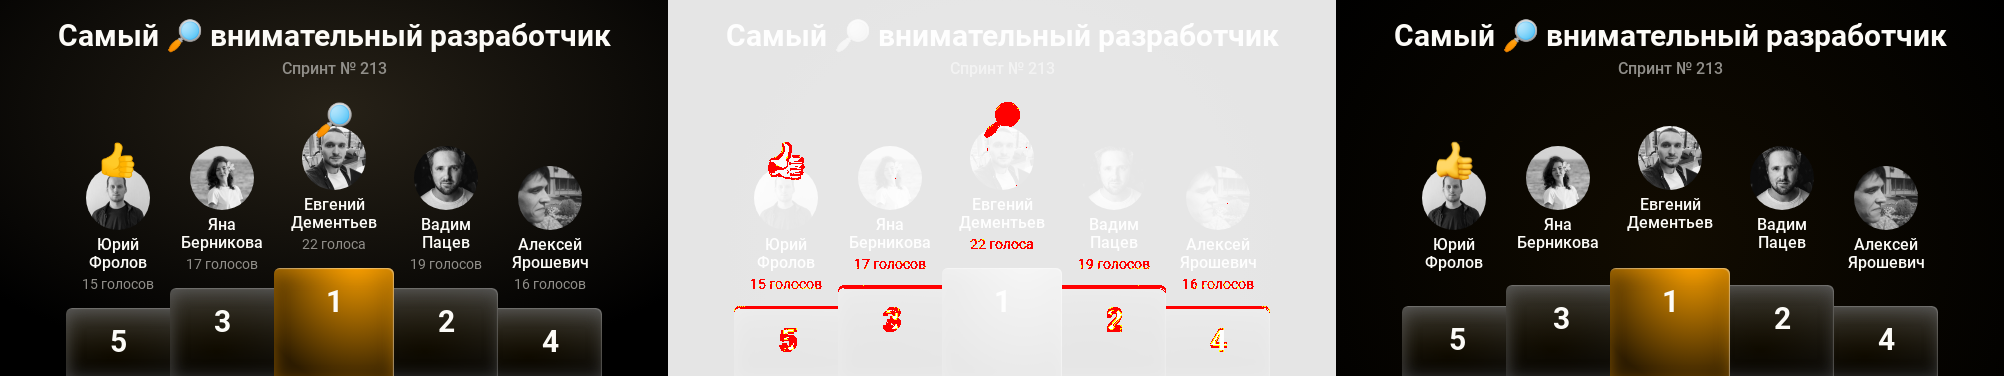 Самый 🔎 внимательный разработчик
Спринт № 213
Юрий
Фролов
15 голосов
5
Яна
Берникова
17 голосов
3
Евгений
Дементьев
22 голоса
1
Вадим
Пацев
19 голосов
2
Алексей
Ярошевич
16 голосов
4
Самый 🔎 внимательный разработчик
Спринт № 213
Юрий
Фролов
15 голосов
5
Яна
Берникова
17 голосов
3
Евгений
Дементьев
22 голоса
1
Вадим
Пацев
19 голосов
2
Алексей
Ярошевич
16 голосов
4
Самый 🔎 внимательный разработчик
Спринт № 213
Юрий
Фролов
5
Яна
Берникова
3
Евгений
Дементьев
1
Вадим
Пацев
2
Алексей
Ярошевич
4